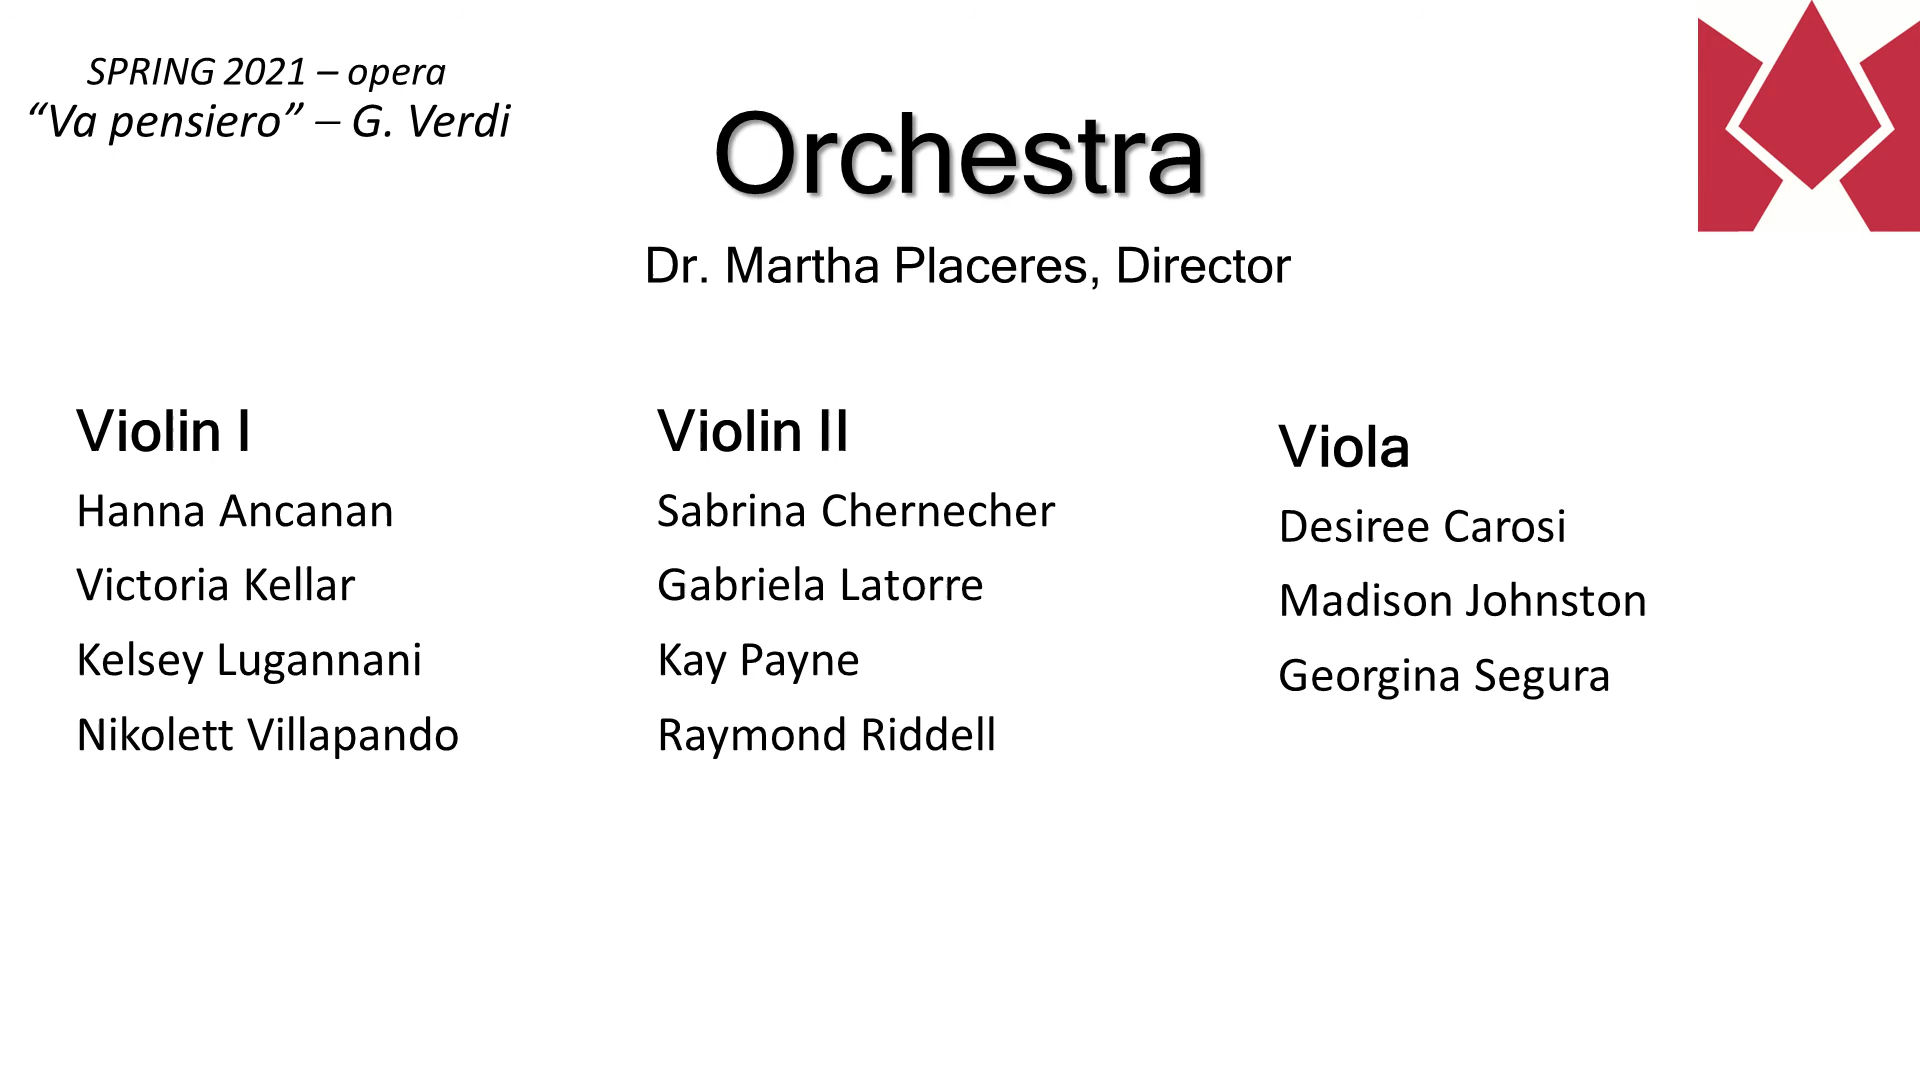 SPRING 2021 – opera
“Va pensiero” – G. Verdi
Orchestra
Dr. Martha Placeres, Director
Violin I
Hanna Ancanan
Victoria Kellar
Kelsey Lugannani
Nikolett Villapando
Violin II
Sabrina Chernecher
Gabriela Latorre
Kay Payne
Raymond Riddell
Viola
Desiree Carosi
Madison Johnston
Georgina Segura